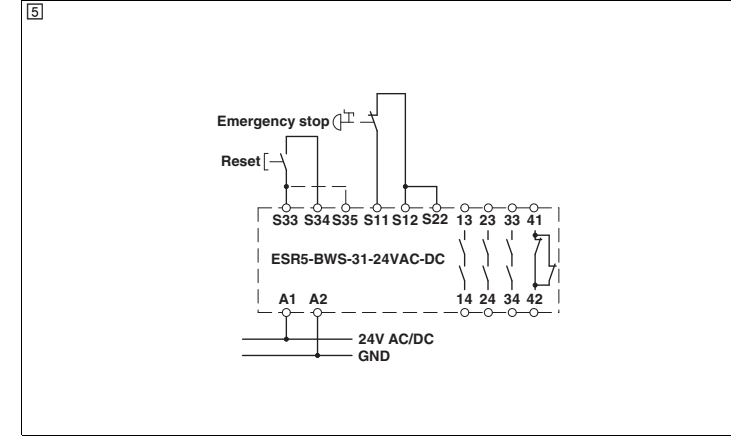 5
Emergency stop
Reset
S33 S34 S35 S11 S12 S22 13 23 33 41
ESR5-BWS-31-24VAC-DC
A1 A2 14 24 34 42
24V AC/DC
GND